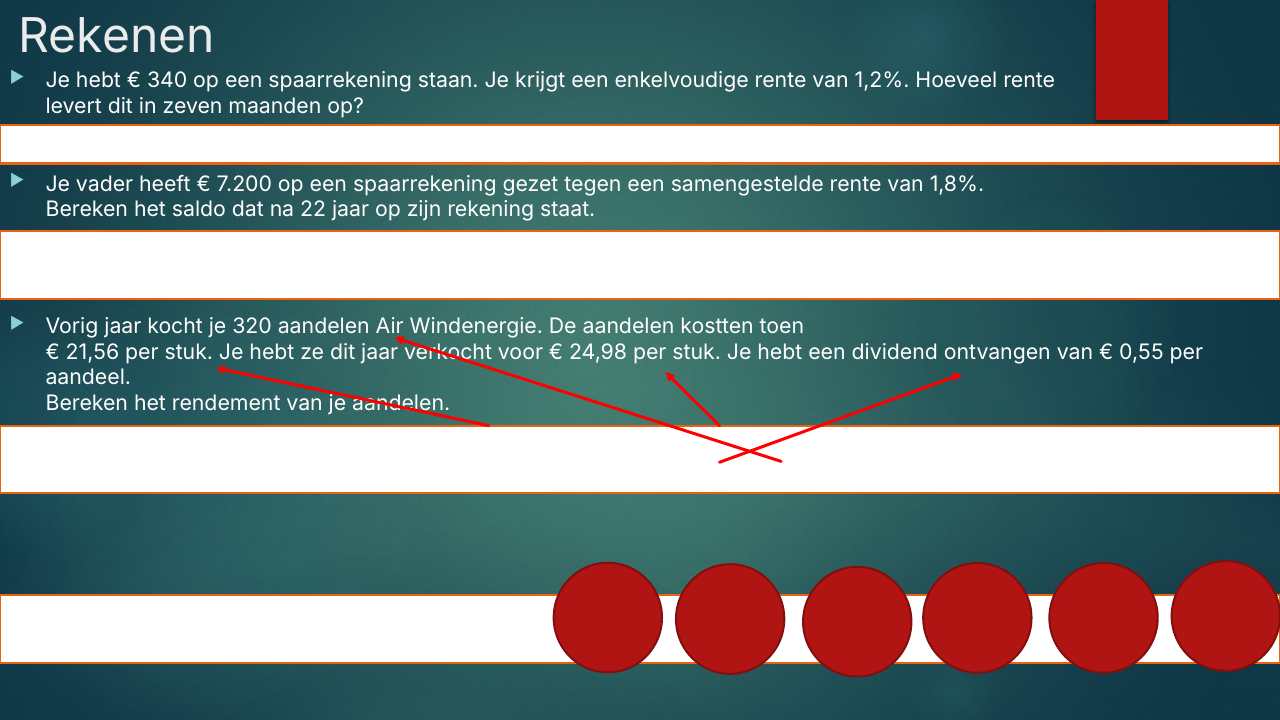 Rekenen
Je hebt € 340 op een spaarrekening staan. Je krijgt een enkelvoudige rente van 1,2%. Hoeveel rente
levert dit in zeven maanden op?
Je vader heeft € 7.200 op een spaarrekening gezet tegen een samengestelde rente van 1,8%.
Bereken het saldo dat na 22 jaar op zijn rekening staat.
Vorig jaar kocht je 320 aandelen Air Windenergie. De aandelen kostten toen
€ 21,56 per stuk. Je hebt ze dit jaar verkocht voor € 24,98 per stuk. Je hebt een dividend ontvangen van € 0,55 per
aandeel.
Bereken het rendement van je aandelen.